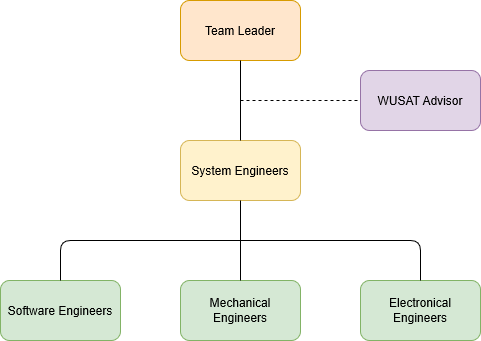 Team Leader
WUSAT Advisor
System Engineers
Software Engineers
Mechanical
Engineers
Electronical
Engineers